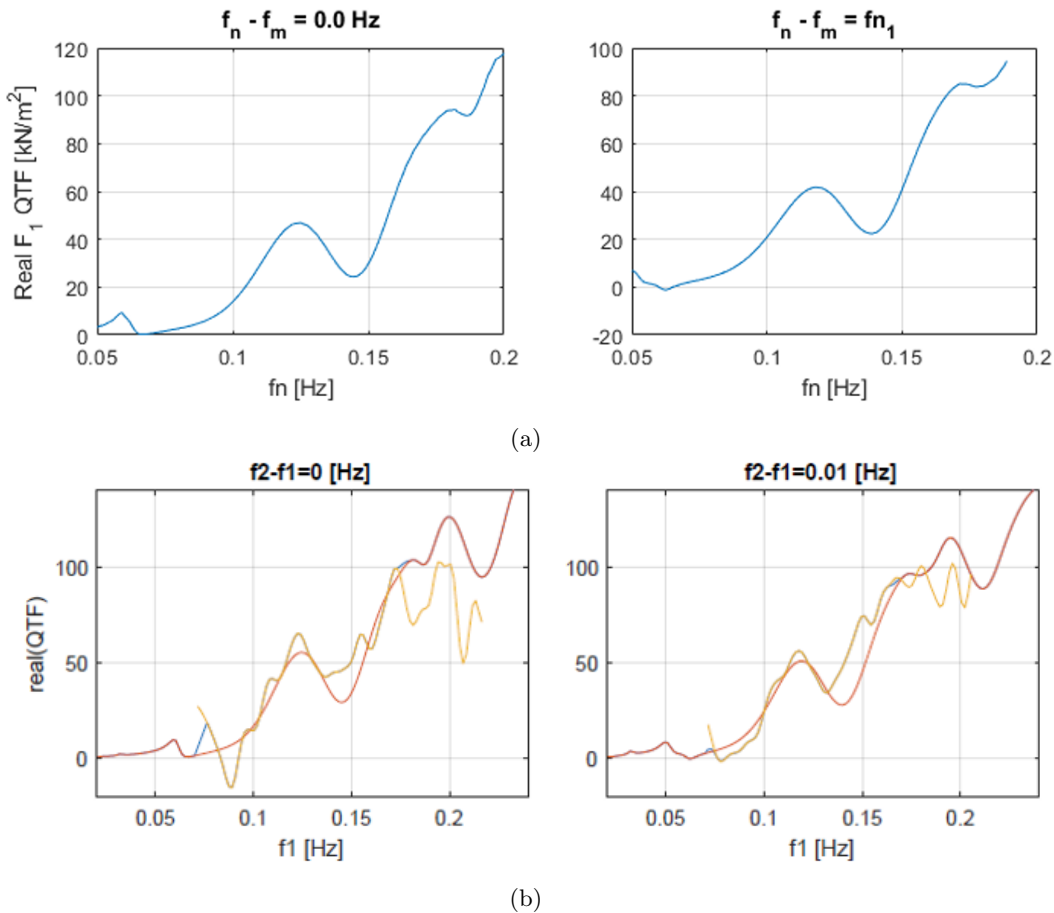 f_n - f_m = 0.0 Hz
f_n - f_m = fn_1
Real F_1 QTF [kN/m^2]
120
100
80
60
40
20
0
0.05 0.1 0.15 0.2
fn [Hz]
100
80
60
40
20
0
-20
0.05 0.1 0.15 0.2
fn [Hz]
(a)
f2-f1=0 [Hz]
f2-f1=0.01 [Hz]
real(QTF)
100
50
0
0.05 0.1 0.15 0.2
f1 [Hz]
100
50
0
0.05 0.1 0.15 0.2
f1 [Hz]
(b)